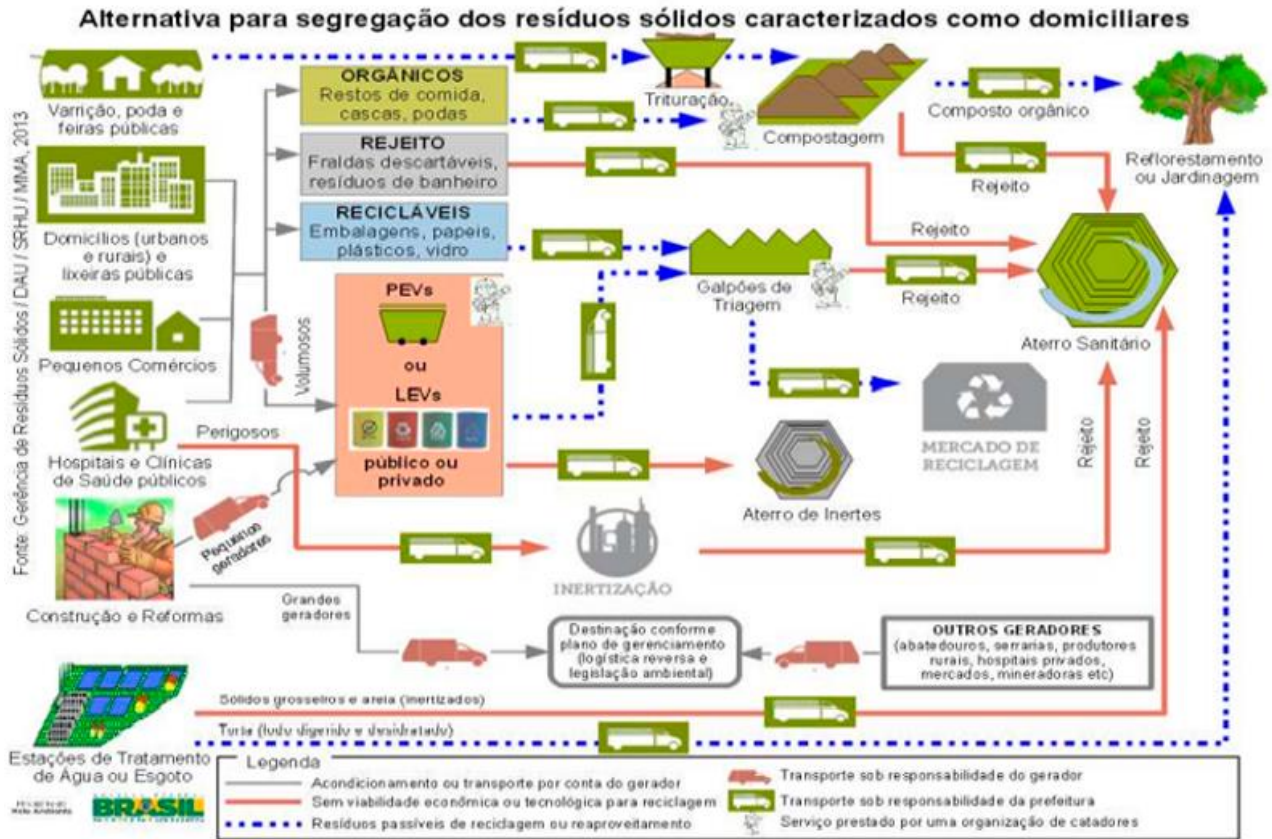 Alternativa para segregação dos resíduos sólidos caracterizados como domiciliares
Fonte: Gerência de Resíduos Sólidos / DAU / SRHU / MMA, 2013
Varrição, poda e
feiras públicas
Domicílios (urbanos
e rurais) e
lixeiras públicas
Pequenos Comércios
Hospitais e Clínicas
de Saúde públicos
Construção e Reformas
Estações de Tratamento
de Água ou Esgoto
ORGÂNICOS
Restos de comida,
cascas, podas
REJEITO
Fraldas descartáveis,
resíduos de banheiro
RECICLÁVEIS
Embalagens, papeis,
plásticos, vidro
Volumosos
PEVs
ou
LEVs
público ou
privado
Perigosos
Pequenos
geradores
Grandes
geradores
Trituração
Compostagem
Composto orgânico
Reflorestamento
ou Jardinagem
Rejeito
Rejeito
Rejeito
Galpões de
Triagem
Aterro Sanitário
MERCADO DE
RECICLAGEM
Rejeito
Rejeito
Aterro de Inertes
INERTIZAÇÃO
Destinação conforme
plano de gerenciamento
(logística reversa e
legislação ambiental)
OUTROS GERADORES
(abatedouros, serrarias, produtores
rurais, hospitais privados,
mercados, mineradoras etc)
Sólidos grosseiros e areia (inertizados)
Torta (lodo digerido e desidratado)
Legenda
Acondicionamento ou transporte por conta do gerador
Sem viabilidade econômica ou tecnológica para reciclagem
Resíduos passíveis de reciclagem ou reaproveitamento
Transporte sob responsabilidade do gerador
Transporte sob responsabilidade da prefeitura
Serviço prestado por uma organização de catadores
BRASIL